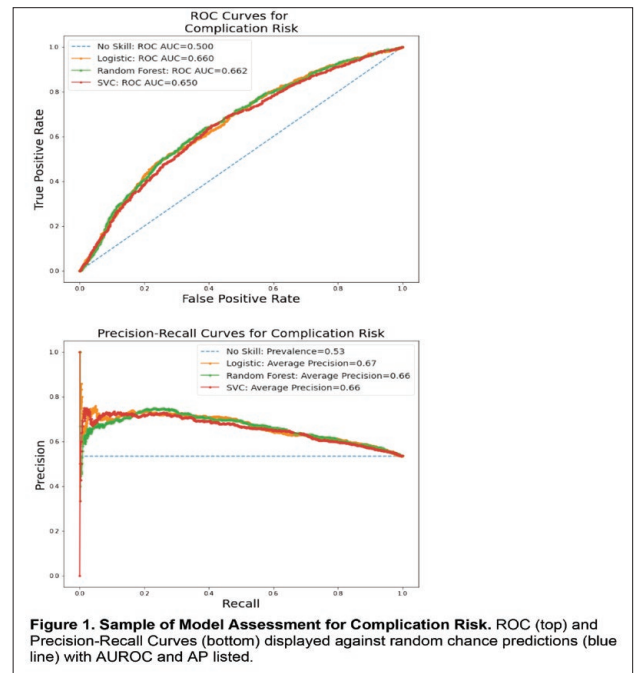 ROC Curves for
Complication Risk
No Skill: ROC AUC=0.500
Logistic: ROC AUC=0.660
Random Forest: ROC AUC=0.662
SVC: ROC AUC=0.650
True Positive Rate
1.0
0.8
0.6
0.4
0.2
0.0
0.0 0.2 0.4 0.6 0.8 1.0
False Positive Rate
Precision-Recall Curves for Complication Risk
No Skill: Prevalence=0.53
Logistic: Average Precision=0.67
Random Forest: Average Precision=0.66
SVC: Average Precision=0.66
Precision
1.0
0.8
0.6
0.4
0.2
0.0
0.0 0.2 0.4 0.6 0.8 1.0
Recall
Figure 1. Sample of Model Assessment for Complication Risk. ROC (top) and
Precision-Recall Curves (bottom) displayed against random chance predictions (blue
line) with AUROC and AP listed.